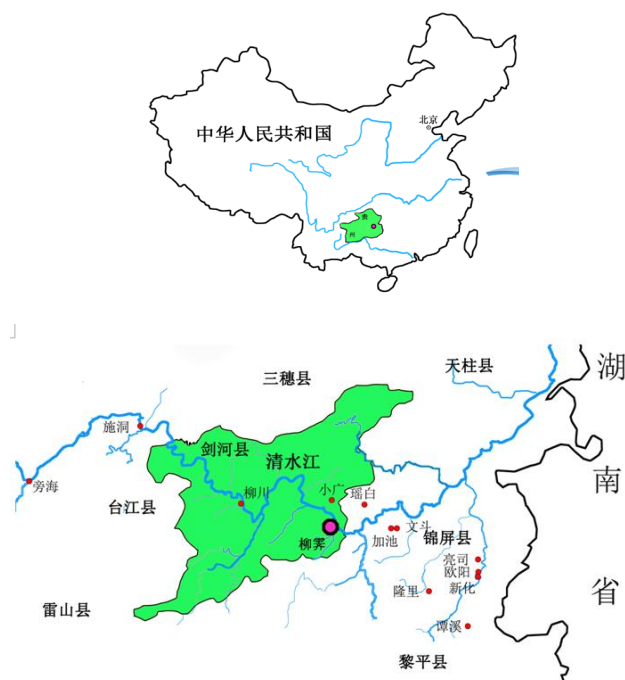 北京
中华人民共和国
贵
州
湖
天柱县
三穗县
施洞
剑河县
清水江
南
旁海
柳川
小广
瑶白
台江县
文斗
柳霁
加池
锦屏县
亮司
欧阳
新化
隆里
省
雷山县
谭溪
黎平县